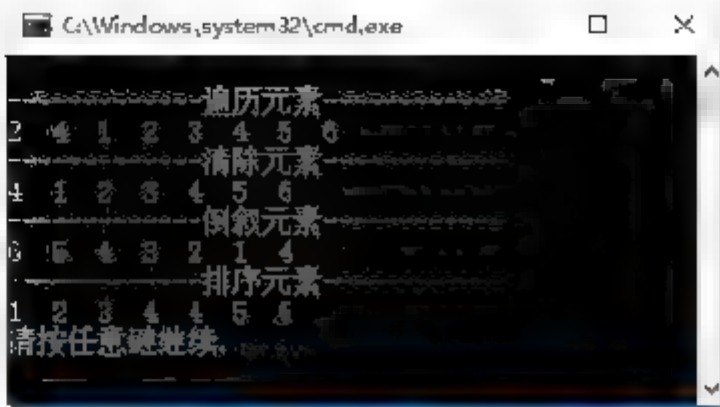 C:\Windows\system32\cmd.exe
----------------遍历元素----------------
2 4 1 2 3 4 5 6
----------------清除元素----------------
4 1 2 3 4 5 6
----------------倒叙元素----------------
6 5 4 3 2 1 4
----------------排序元素----------------
1 2 3 4 4 5 6
请按任意键继续.